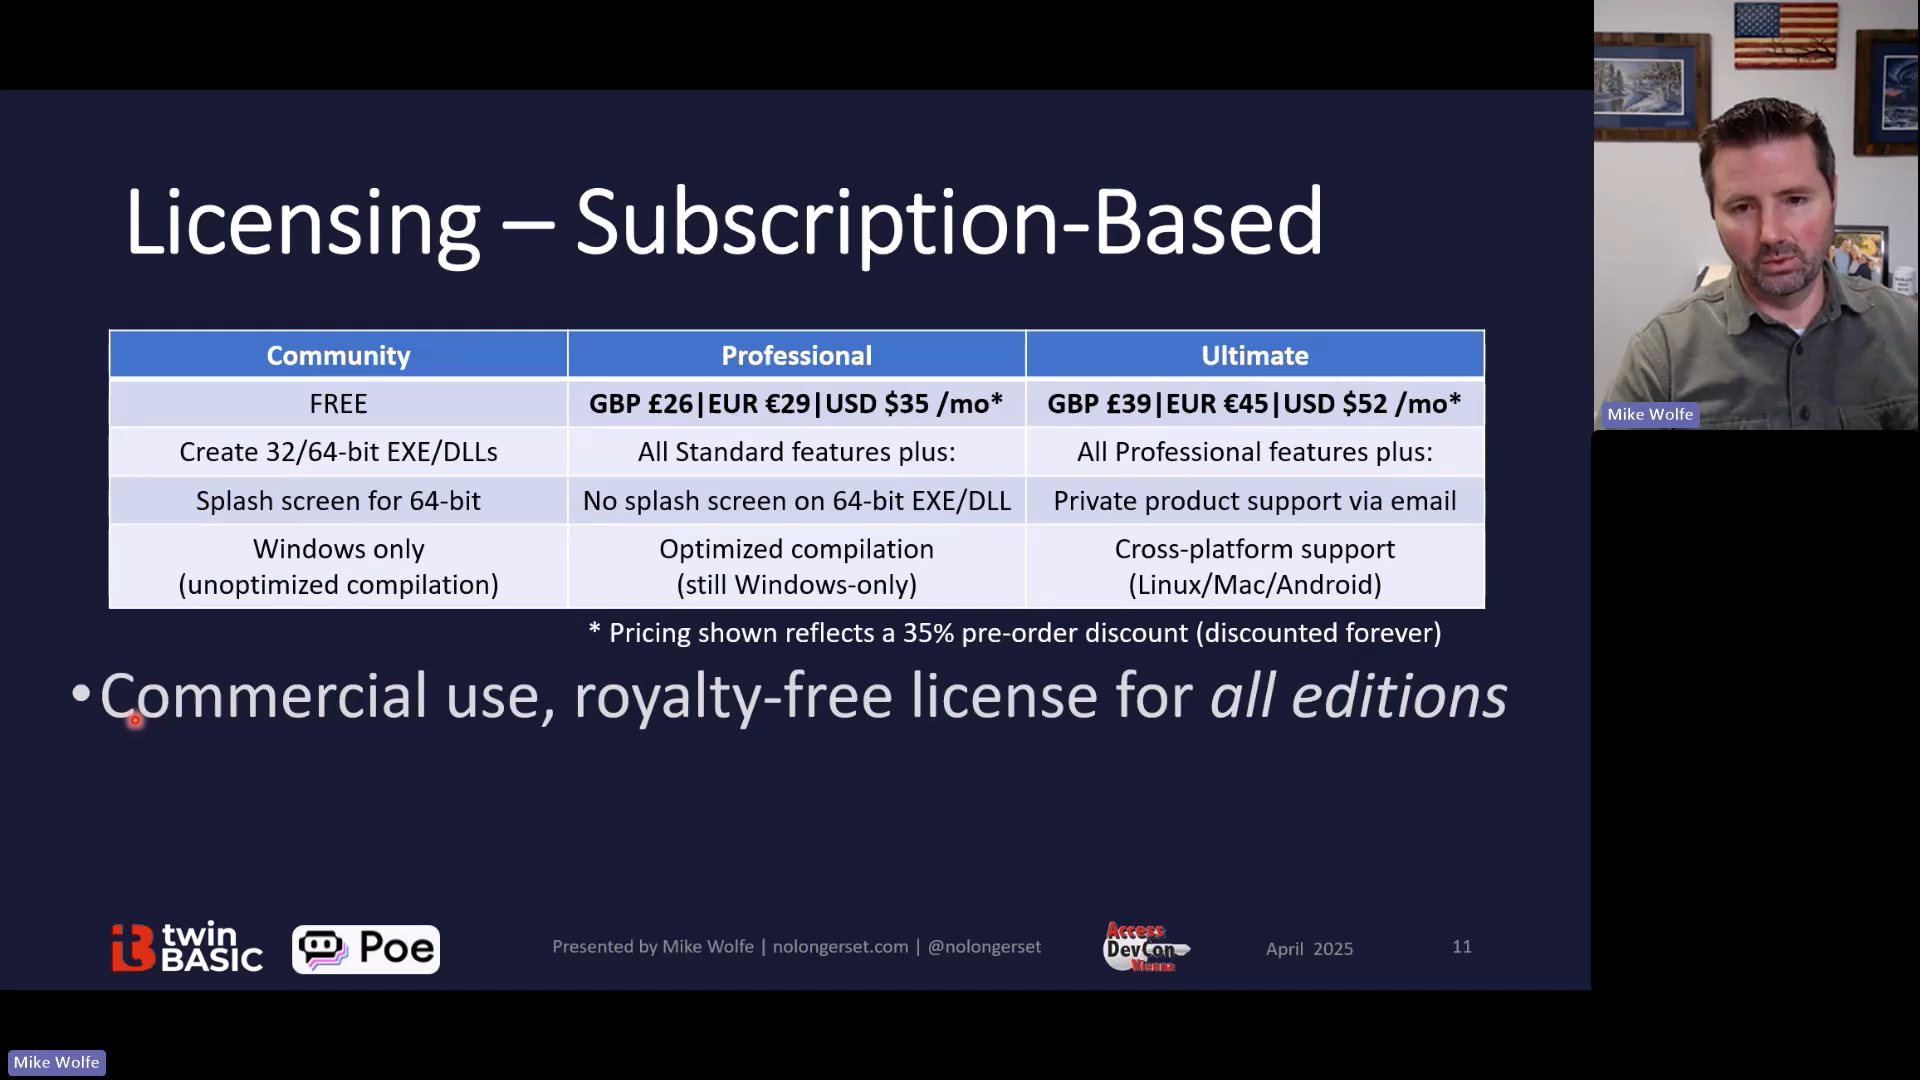 Licensing – Subscription-Based
Community Professional Ultimate
FREE GBP £26|EUR €29|USD $35 /mo* GBP £39|EUR €45|USD $52 /mo*
Create 32/64-bit EXE/DLLs All Standard features plus: All Professional features plus:
Splash screen for 64-bit No splash screen on 64-bit EXE/DLL Private product support via email
Windows only Optimized compilation Cross-platform support
(unoptimized compilation) (still Windows-only) (Linux/Mac/Android)
* Pricing shown reflects a 35% pre-order discount (discounted forever)
•Commercial use, royalty-free license for all editions
twin
BASIC
Poe
Presented by Mike Wolfe | nolongerset.com | @nolongerset
Access
DevCon
Vienna
April 2025
11
Mike Wolfe
Mike Wolfe